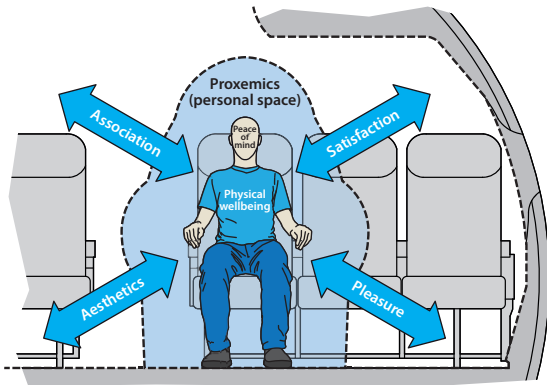 Proxemics
(personal space)
Association
Satisfaction
Peace
of
mind
Physical
wellbeing
Aesthetics
Pleasure